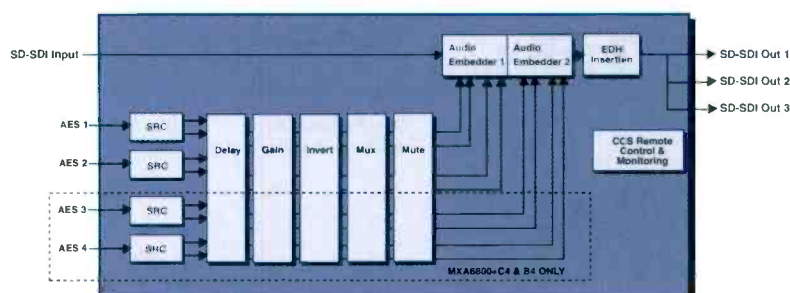 SD-SDI Input
Audio Embedder 1
Audio Embedder 2
EDH Insertion
SD-SDI Out 1
SD-SDI Out 2
SD-SDI Out 3
AES 1
SRC
AES 2
SRC
AES 3
SRC
AES 4
SRC
Delay
Gain
Invert
Mux
Mute
CCS Remote
Control &
Monitoring
MXA6800+C4 & B4 ONLY